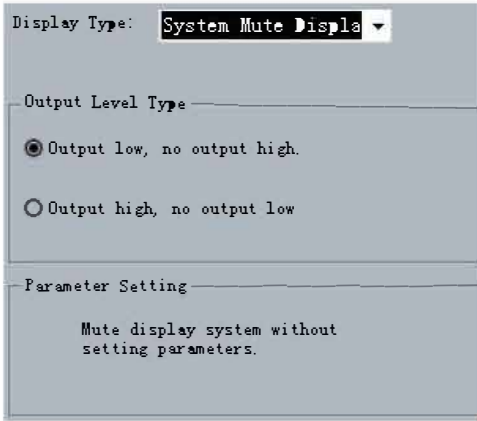 Display Type: System Mute Displa
Output Level Type
Output low, no output high.
Output high, no output low
Parameter Setting
Mute display system without
setting parameters.